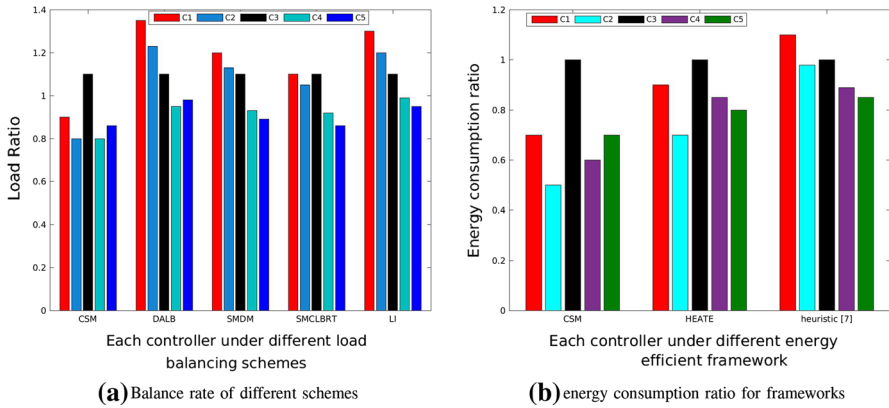 C1 C2 C3 C4 C5
1.4
1.2
1
0.8
0.6
0.4
0.2
0
Load Ratio
CSM DALB SMDM SMCLBRT LI
Each controller under different load
balancing schemes
(a) Balance rate of different schemes
C1 C2 C3 C4 C5
1.2
1
0.8
0.6
0.4
0.2
0
Energy consumption ratio
CSM HEATE heuristic [7]
Each controller under different energy
efficient framework
(b) energy consumption ratio for frameworks